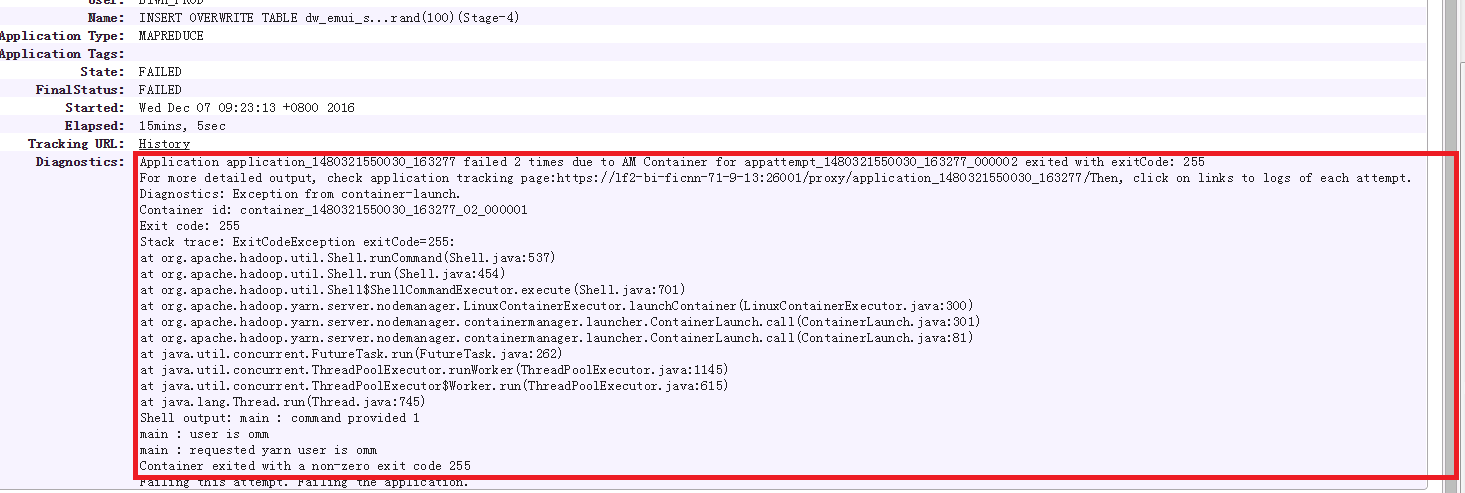 User: BIWH_PROD
Name: INSERT OVERWRITE TABLE dw_emui_s...rand(100)(Stage-4)
Application Type: MAPREDUCE
Application Tags:
State: FAILED
FinalStatus: FAILED
Started: Wed Dec 07 09:23:13 +0800 2016
Elapsed: 15mins, 5sec
Tracking URL: History
Diagnostics: Application application_1480321550030_163277 failed 2 times due to AM Container for appattempt_1480321550030_163277_000002 exited with exitCode: 255
For more detailed output, check application tracking page:https://lf2-bi-ficnn-71-9-13:26001/proxy/application_1480321550030_163277/Then, click on links to logs of each attempt.
Diagnostics: Exception from container-launch.
Container id: container_1480321550030_163277_02_000001
Exit code: 255
Stack trace: ExitCodeException exitCode=255:
at org.apache.hadoop.util.Shell.runCommand(Shell.java:537)
at org.apache.hadoop.util.Shell.run(Shell.java:454)
at org.apache.hadoop.util.Shell$ShellCommandExecutor.execute(Shell.java:701)
at org.apache.hadoop.yarn.server.nodemanager.LinuxContainerExecutor.launchContainer(LinuxContainerExecutor.java:300)
at org.apache.hadoop.yarn.server.nodemanager.containermanager.launcher.ContainerLaunch.call(ContainerLaunch.java:301)
at org.apache.hadoop.yarn.server.nodemanager.containermanager.launcher.ContainerLaunch.call(ContainerLaunch.java:81)
at java.util.concurrent.FutureTask.run(FutureTask.java:262)
at java.util.concurrent.ThreadPoolExecutor.runWorker(ThreadPoolExecutor.java:1145)
at java.util.concurrent.ThreadPoolExecutor$Worker.run(ThreadPoolExecutor.java:615)
at java.lang.Thread.run(Thread.java:745)
Shell output: main : command provided 1
main : user is omm
main : requested yarn user is omm
Container exited with a non-zero exit code 255
Failing this attempt. Failing the application.